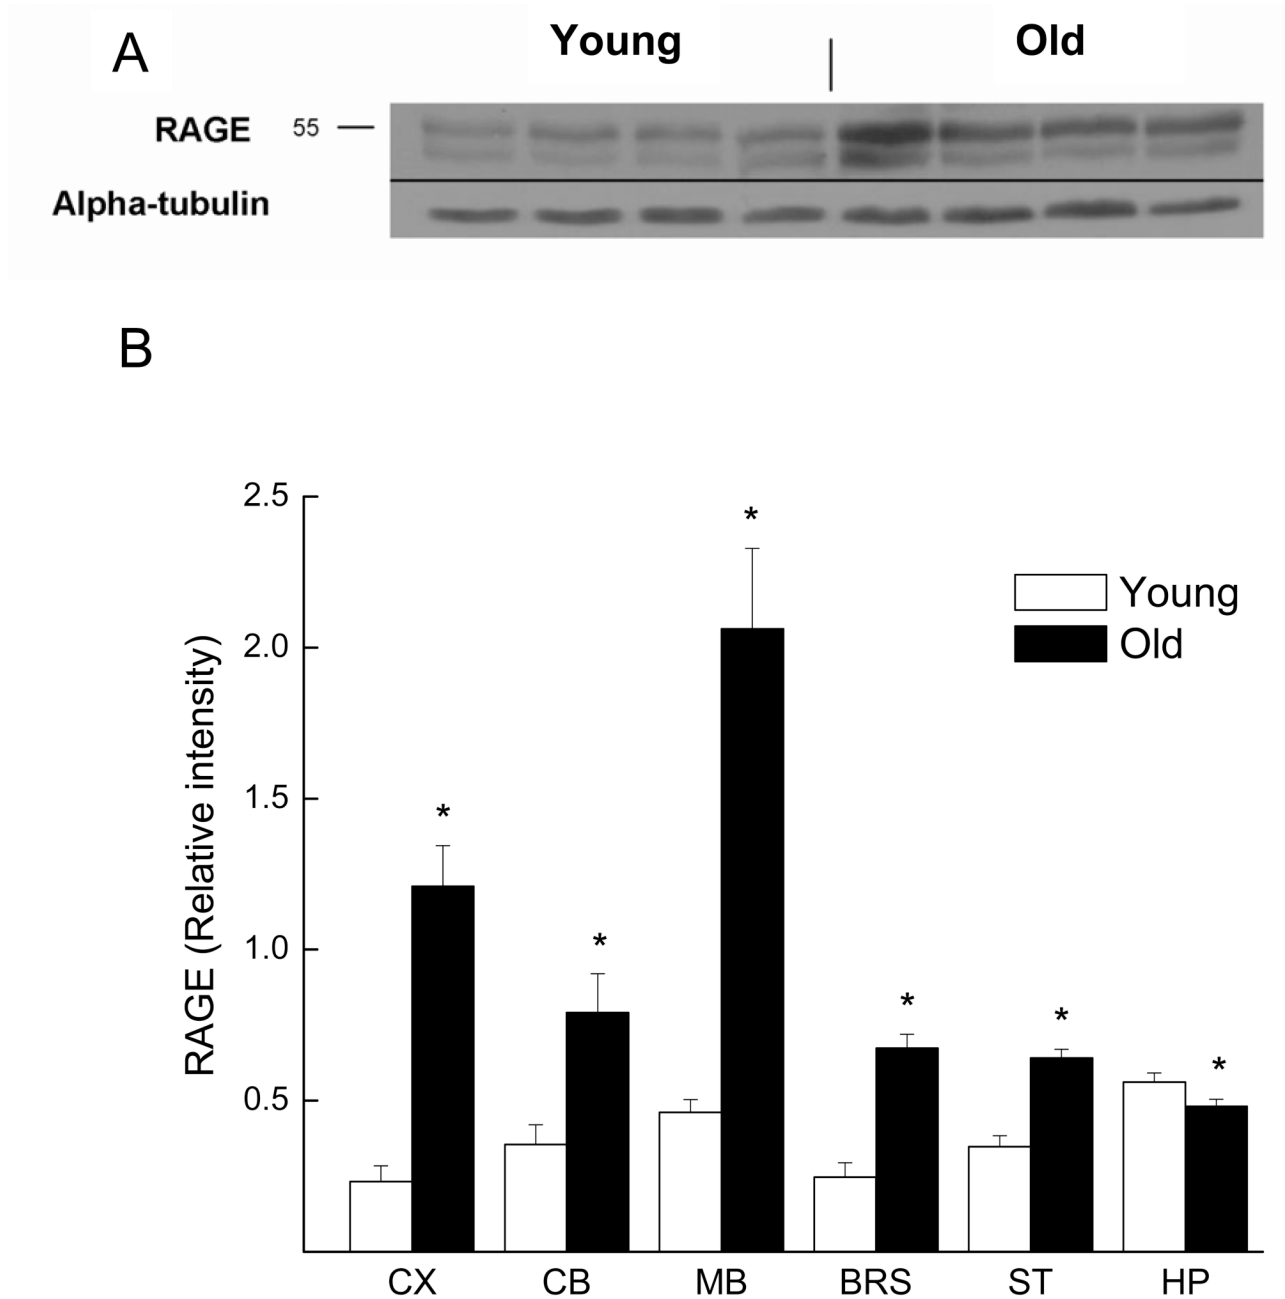 A
Young
Old
RAGE 55
Alpha-tubulin
B
2.5
2.0
1.5
1.0
0.5
RAGE (Relative intensity)
*
*
*
*
*
*
Young
Old
CX CB MB BRS ST HP